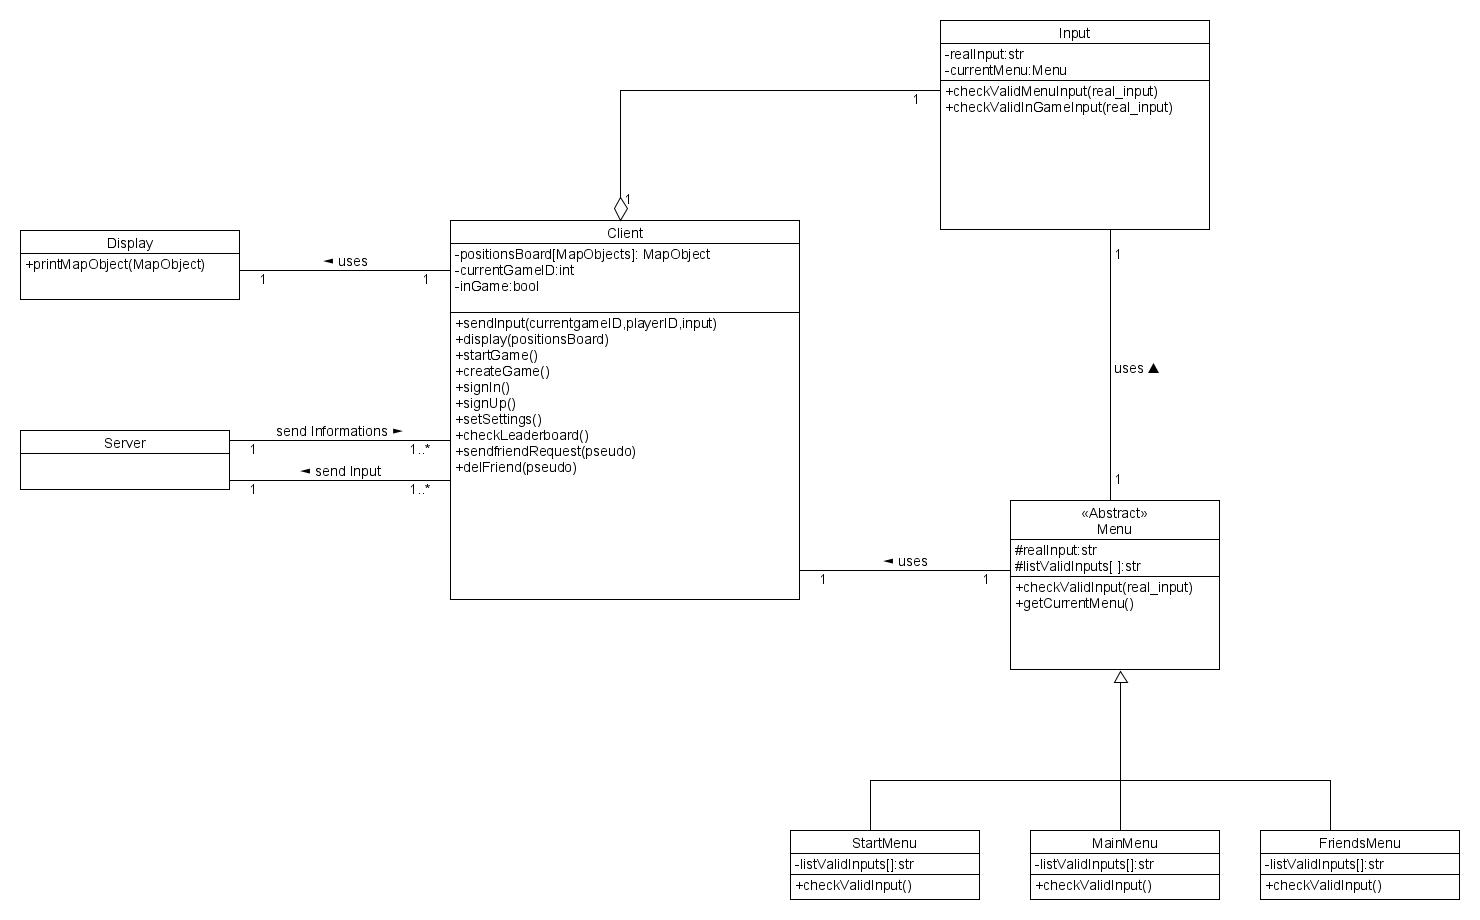 Input
-realInput:str
-currentMenu:Menu
+checkValidMenuInput(real_input)
+checkValidInGameInput(real_input)
1
1
Display
+printMapObject(MapObject)
◄ uses
1
1
Client
-positionsBoard[MapObjects]: MapObject
-currentGameID:int
-inGame:bool
+sendInput(currentgameID,playerID,input)
+display(positionsBoard)
+startGame()
+createGame()
+signIn()
+signUp()
+setSettings()
+checkLeaderboard()
+sendfriendRequest(pseudo)
+delFriend(pseudo)
1
uses ▲
1
Server
send Informations ►
1
1..*
◄ send Input
1
1..*
«Abstract»
Menu
#realInput:str
#listValidInputs[ ]:str
+checkValidInput(real_input)
+getCurrentMenu()
◄ uses
1
1
StartMenu
-listValidInputs[]:str
+checkValidInput()
MainMenu
-listValidInputs[]:str
+checkValidInput()
FriendsMenu
-listValidInputs[]:str
+checkValidInput()